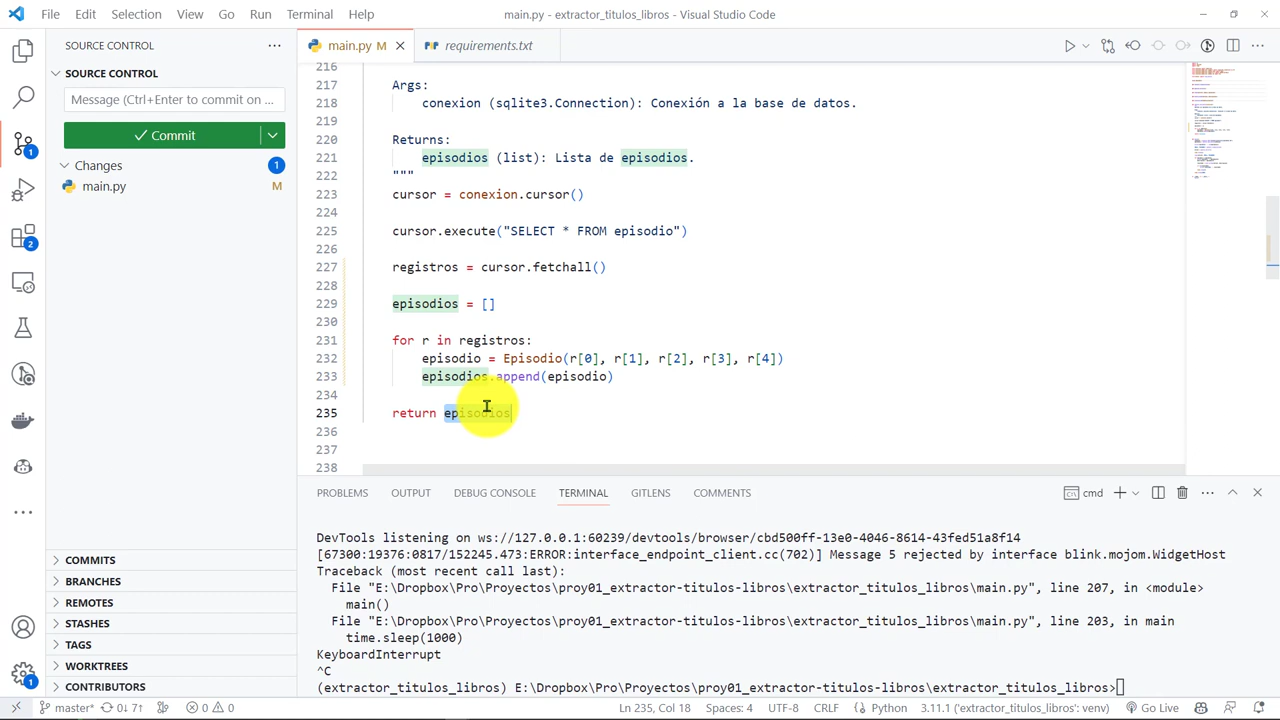 File Edit Selection View Go Run Terminal Help
main.py - extractor_titulos_libros - Visual Studio Code
SOURCE CONTROL
main.py M
requirements.txt
SOURCE CONTROL
Message (Ctrl+Enter to commit on ...
Commit
Changes 1
main.py M
1
2
216
217 Args:
218 conexion (sqlite3.Connection): Conexión a la base de datos.
219
220 Returns:
221 episodios (list): Lista de episodios.
222 """
223 cursor = conexion.cursor()
224
225 cursor.execute("SELECT * FROM episodio")
226
227 registros = cursor.fetchall()
228
229 episodios = []
230
231 for r in registros:
232 episodio = Episodio(r[0], r[1], r[2], r[3], r[4])
233 episodios.append(episodio)
234
235 return episodios
236
237
238
PROBLEMS OUTPUT DEBUG CONSOLE TERMINAL GITLENS COMMENTS
cmd
DevTools listening on ws://127.0.0.1:60239/devtools/browser/cbd500ff-13e0-4046-8614-43fed51a8f14
[67300:19376:0817/152245.473:ERROR:interface_endpoint_client.cc(702)] Message 5 rejected by interface blink.mojom.WidgetHost
Traceback (most recent call last):
File "E:\Dropbox\Pro\Proyectos\proy01_extractor-titulos-libros\extractor_titulos_libros\main.py", line 207, in <module>
main()
File "E:\Dropbox\Pro\Proyectos\proy01_extractor-titulos-libros\extractor_titulos_libros\main.py", line 203, in main
time.sleep(1000)
KeyboardInterrupt
^C
(extractor_titulos_libros) E:\Dropbox\Pro\Proyectos\proy01_extractor-titulos-libros\extractor_titulos_libros>
COMMITS
BRANCHES
REMOTES
STASHES
TAGS
WORKTREES
CONTRIBUTORS
1
master* 0↓ 7↑ 0 0
Ln 235, Col 18 Spaces: 4 UTF-8 CRLF Python 3.11.1 ('extractor_titulos_libros': venv) Go Live